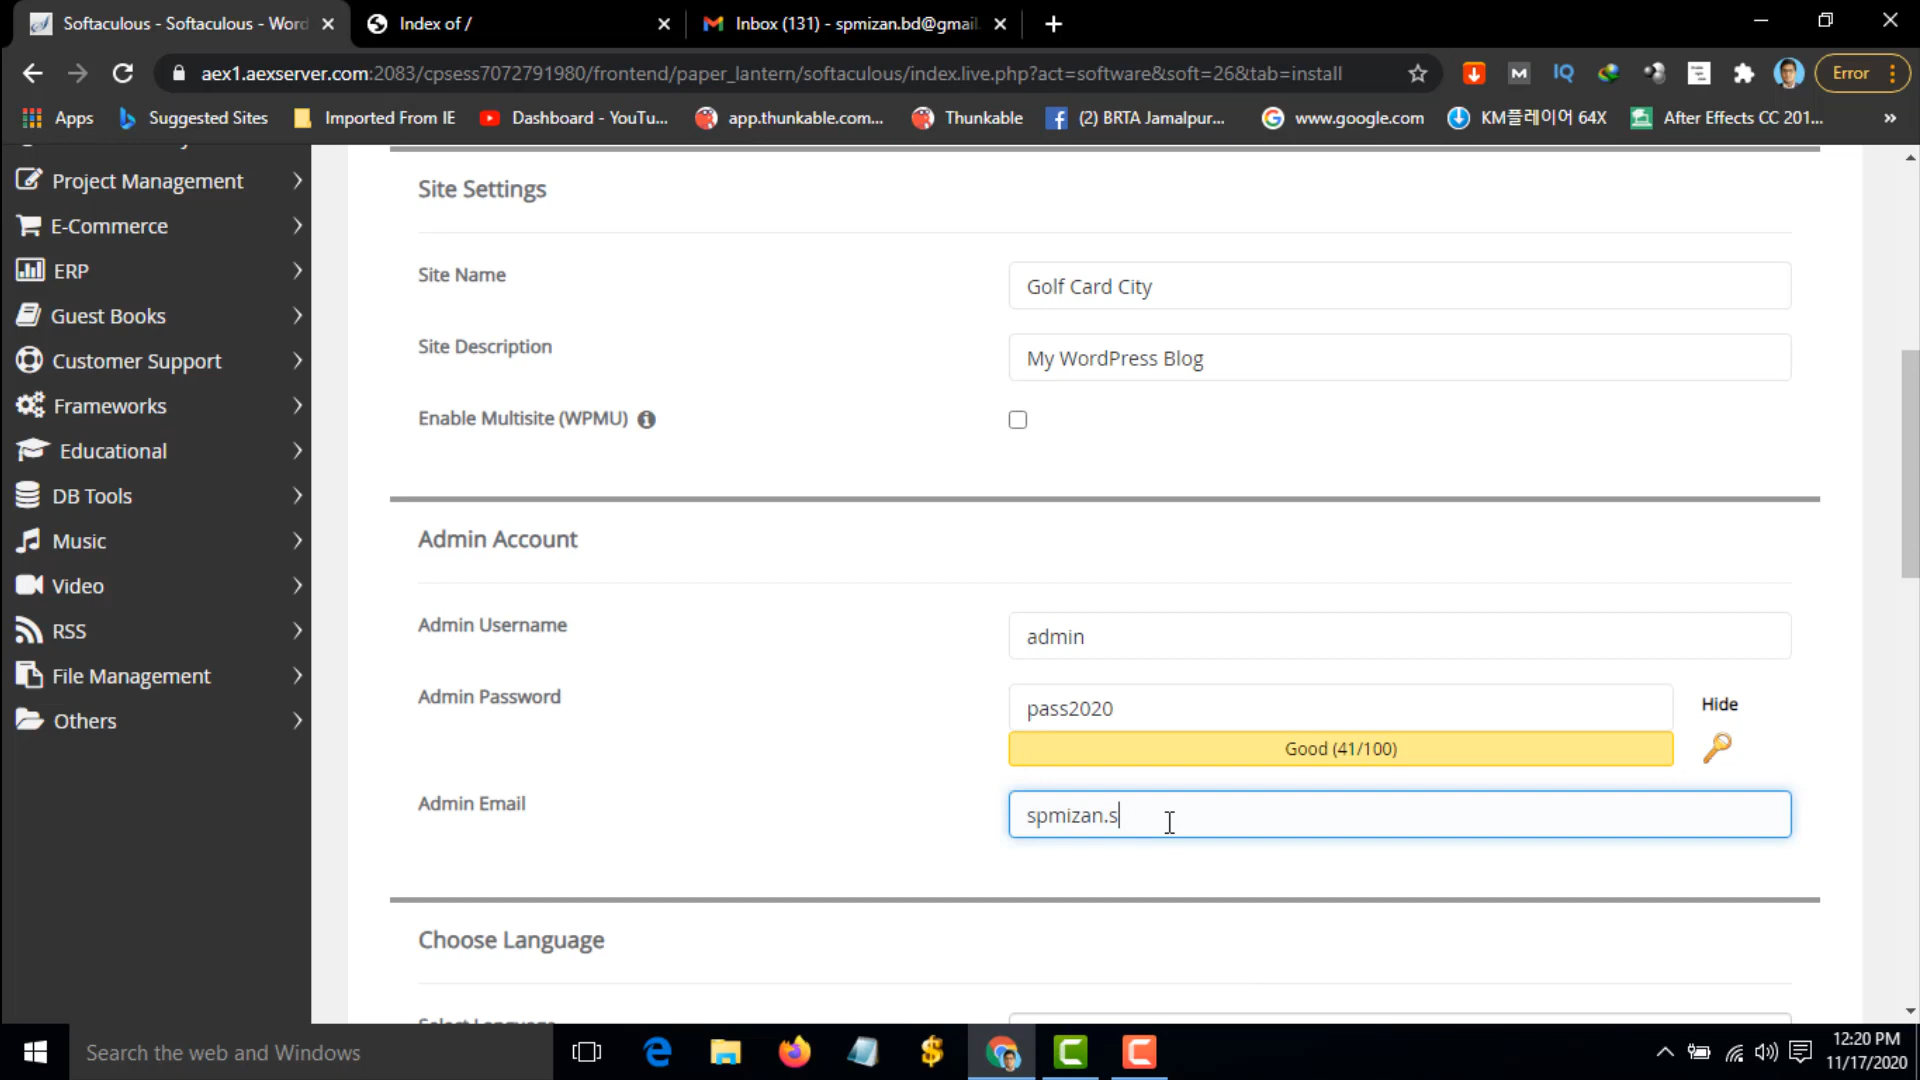 Softaculous - Softaculous - Word
Index of /
Inbox (131) - spmizan.bd@gmail.
aex1.aexserver.com:2083/cpsess7072791980/frontend/paper_lantern/softaculous/index.live.php?act=software&soft=26&tab=install
Error
Apps
Suggested Sites
Imported From IE
Dashboard - YouTu...
app.thunkable.com...
Thunkable
(2) BRTA Jamalpur...
www.google.com
KM플레이어 64X
After Effects CC 201...
»
Project Management
E-Commerce
ERP
Guest Books
Customer Support
Frameworks
Educational
DB Tools
Music
Video
RSS
File Management
Others
Site Settings
Site Name
Golf Card City
Site Description
My WordPress Blog
Enable Multisite (WPMU)
Admin Account
Admin Username
admin
Admin Password
pass2020
Hide
Good (41/100)
Admin Email
spmizan.s
Choose Language
Select Language
Search the web and Windows
12:20 PM
11/17/2020